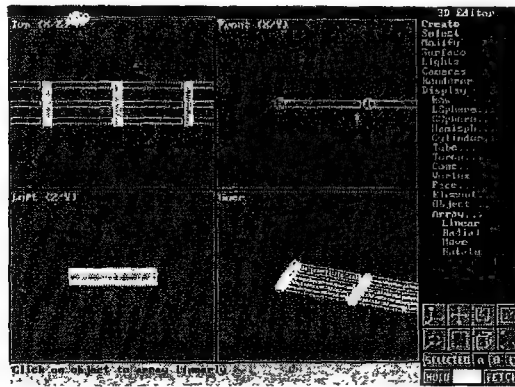 Top (X/Z)
Front (X/Y)
3D Editor
Create
Select
Modify
Surface
Lights
Cameras
Renderer
Display
Box
LSphere...
GSphere...
Hemisph...
Cylinder
Tube...
Torus...
Cone...
Vertex
Face...
Element...
Object
Array...
Linear
Radial
Move
Rotate
Left (Z/Y)
User
SELECTED A B C
HOLD
FETCH
Click on object to array linearly